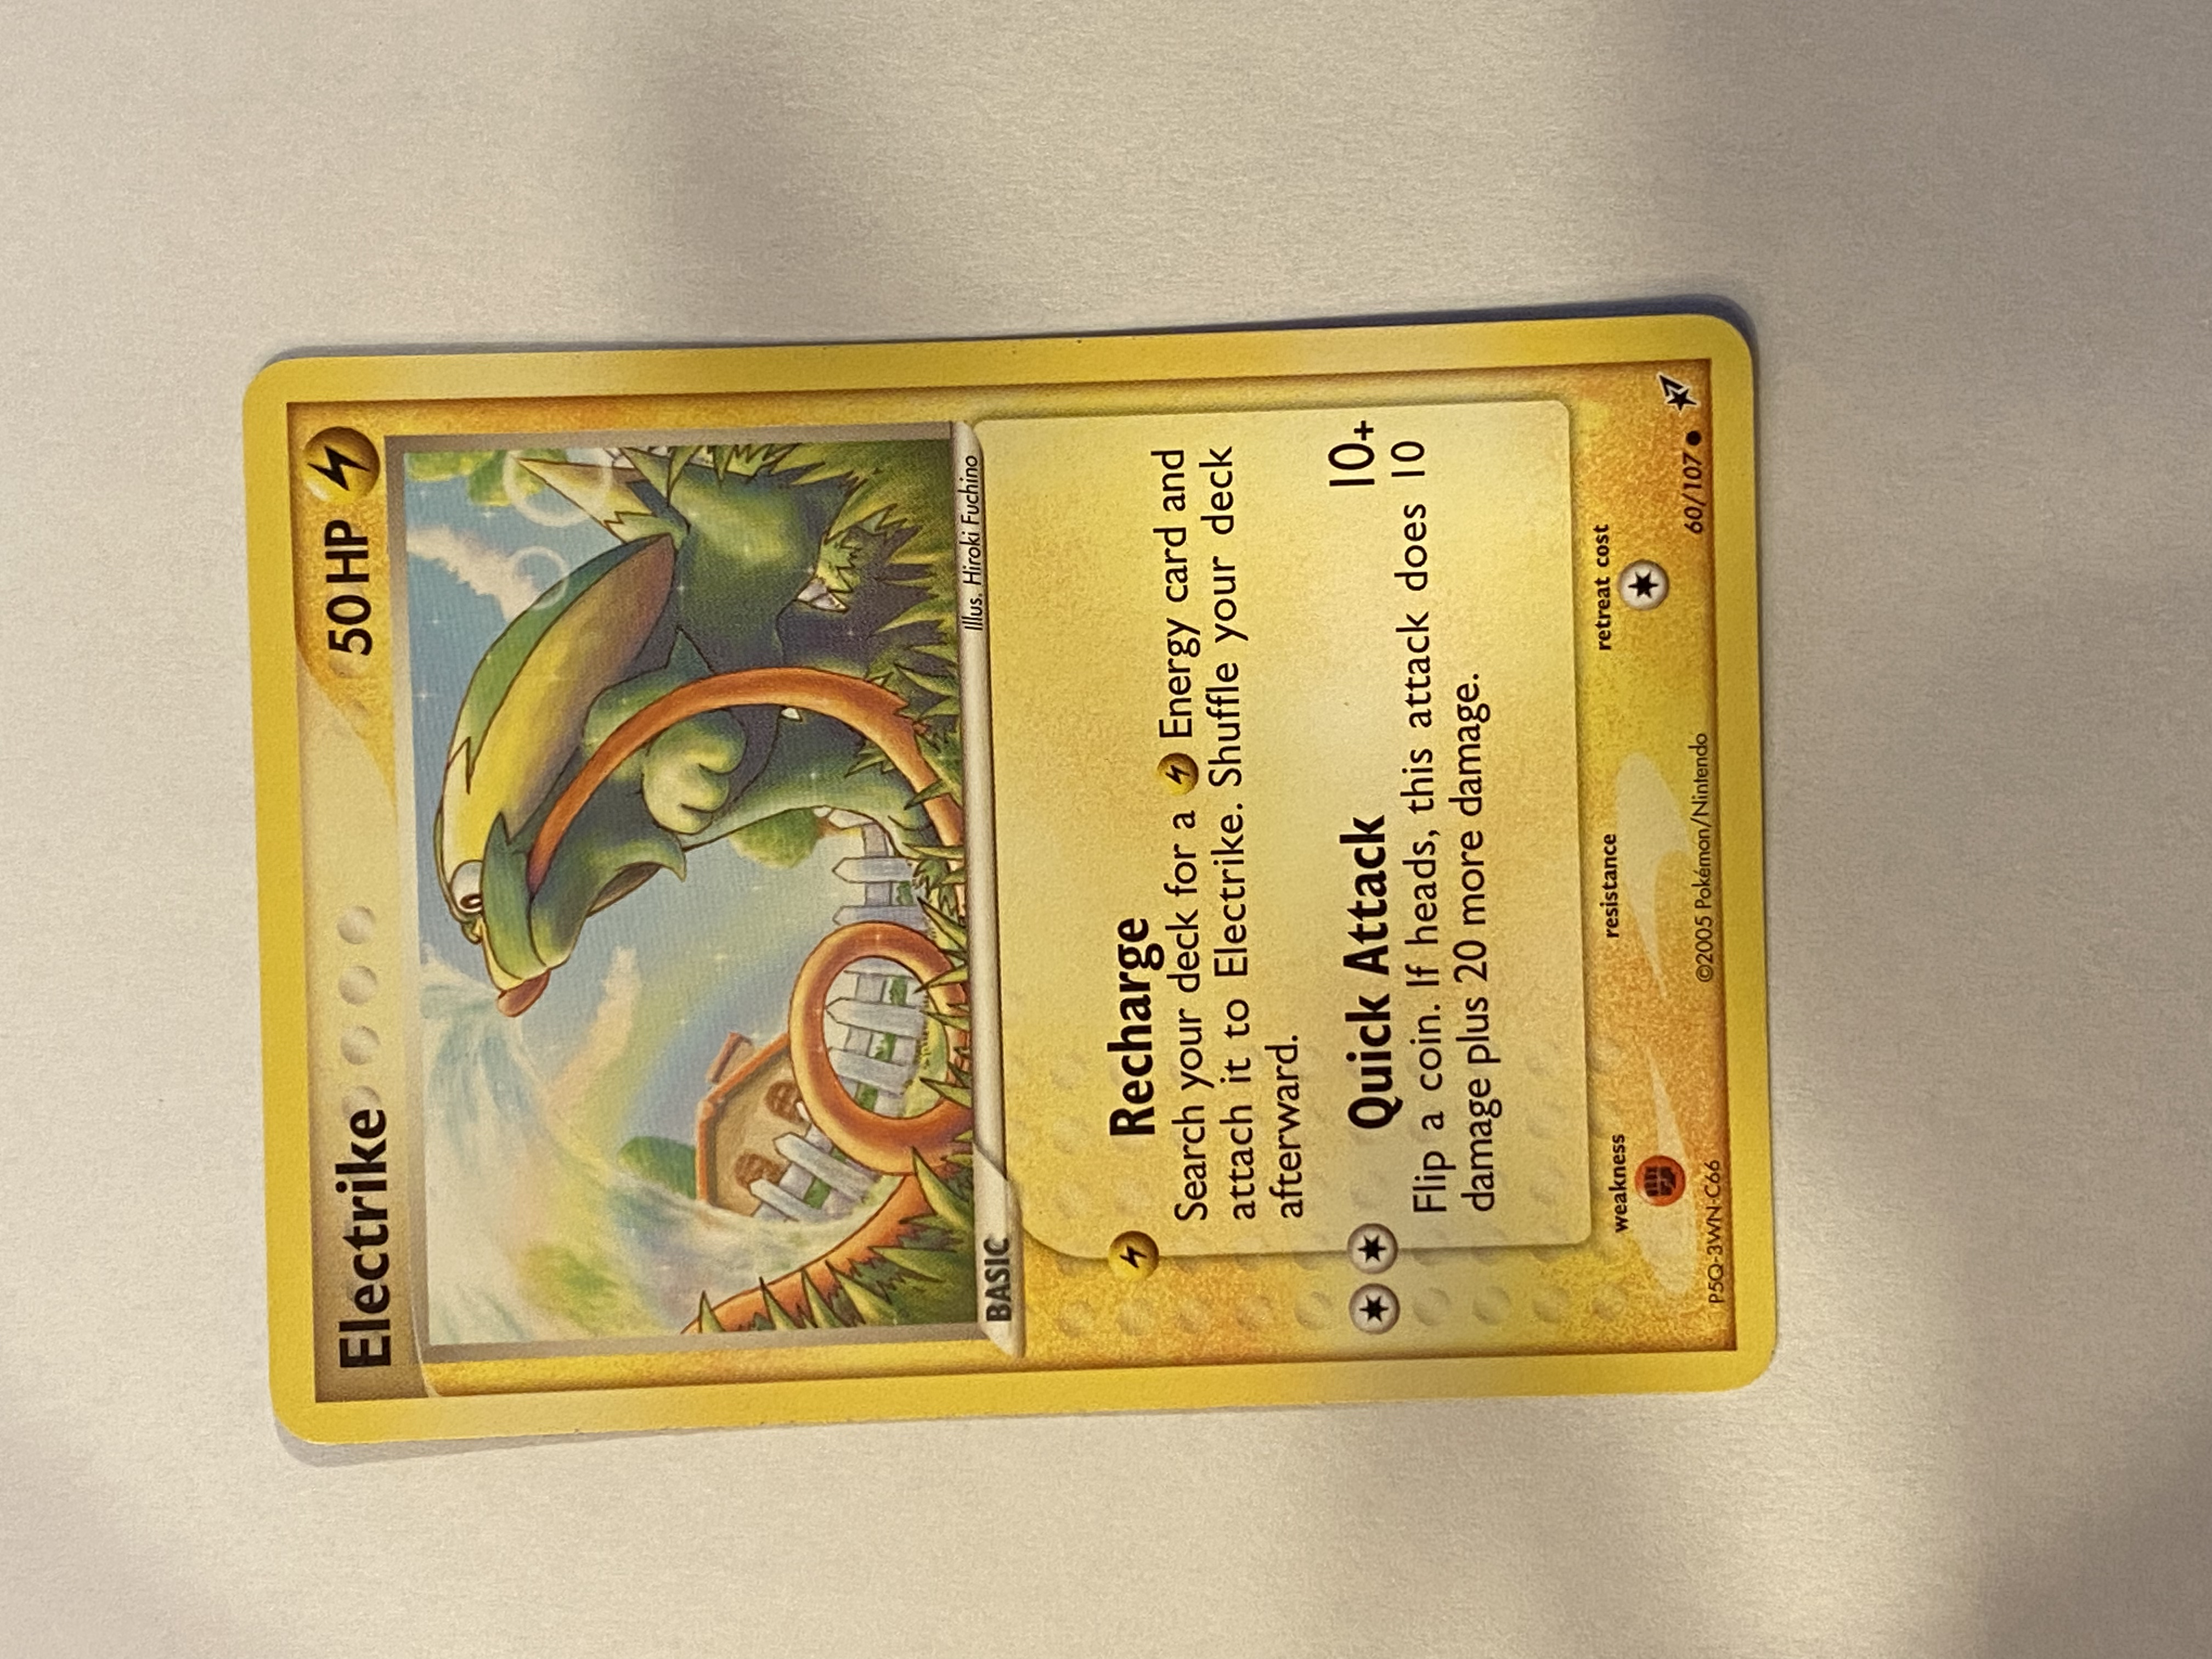 Electrike 50 HP
BASIC
Illus. Hiroki Fuchino
Recharge
Search your deck for a Energy card and
attach it to Electrike. Shuffle your deck
afterward.
Quick Attack 10+
Flip a coin. If heads, this attack does 10
damage plus 20 more damage.
weakness resistance retreat cost
P5Q-3WN-C66 ©2005 Pokémon/Nintendo 60/107